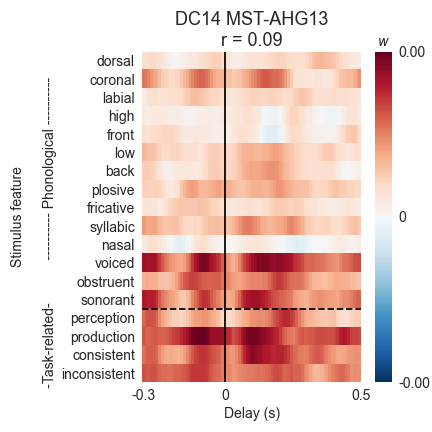 DC14 MST-AHG13
r = 0.09
w
dorsal
coronal
labial
high
front
low
back
plosive
fricative
syllabic
nasal
voiced
obstruent
sonorant
perception
production
consistent
inconsistent
Stimulus feature
-Task-related- ----------- Phonological ----------
0.00
0
-0.00
-0.3 0 0.5
Delay (s)